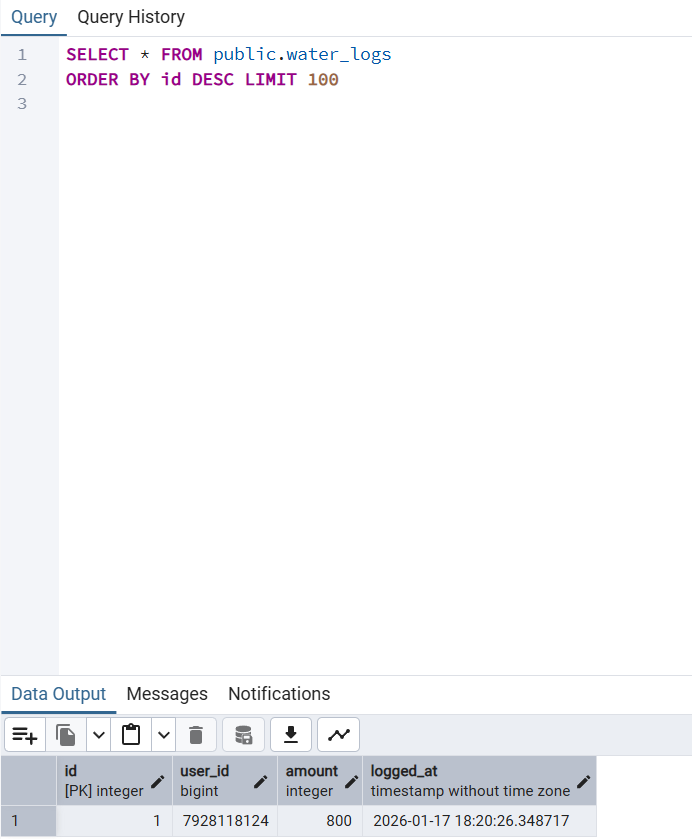 Query Query History
1 SELECT * FROM public.water_logs
2 ORDER BY id DESC LIMIT 100
3
Data Output Messages Notifications
id user_id amount logged_at
[PK] integer bigint integer timestamp without time zone
1 1 7928118124 800 2026-01-17 18:20:26.348717